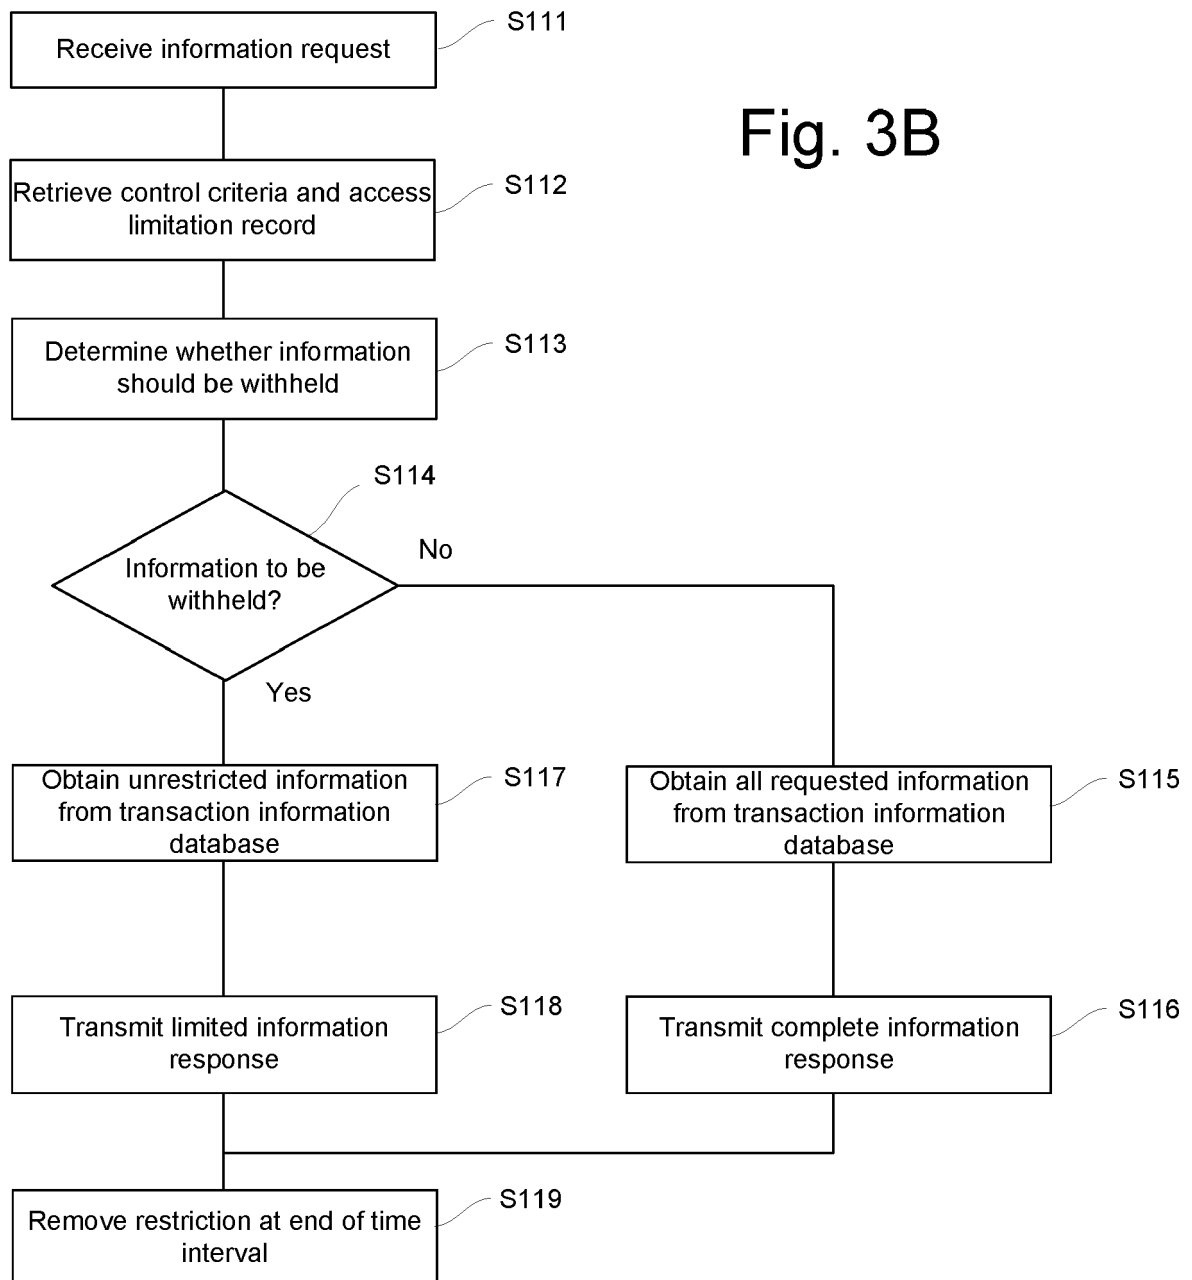 Receive information request
S111
Fig. 3B
Retrieve control criteria and access
limitation record
S112
Determine whether information
should be withheld
S113
S114
Information to be
withheld?
No
Yes
Obtain unrestricted information
from transaction information
database
S117
Obtain all requested information
from transaction information
database
S115
Transmit limited information
response
S118
Transmit complete information
response
S116
Remove restriction at end of time
interval
S119